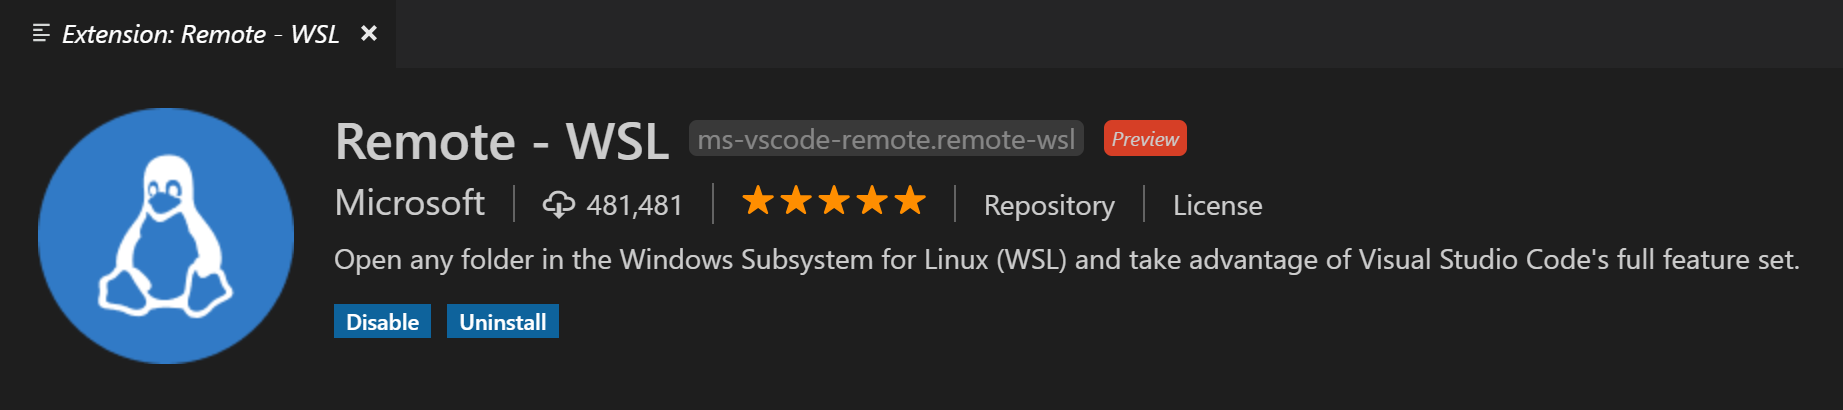 Extension: Remote - WSL
Remote - WSL ms-vscode-remote.remote-wsl Preview
Microsoft 481,481 Repository License
Open any folder in the Windows Subsystem for Linux (WSL) and take advantage of Visual Studio Code's full feature set.
Disable Uninstall